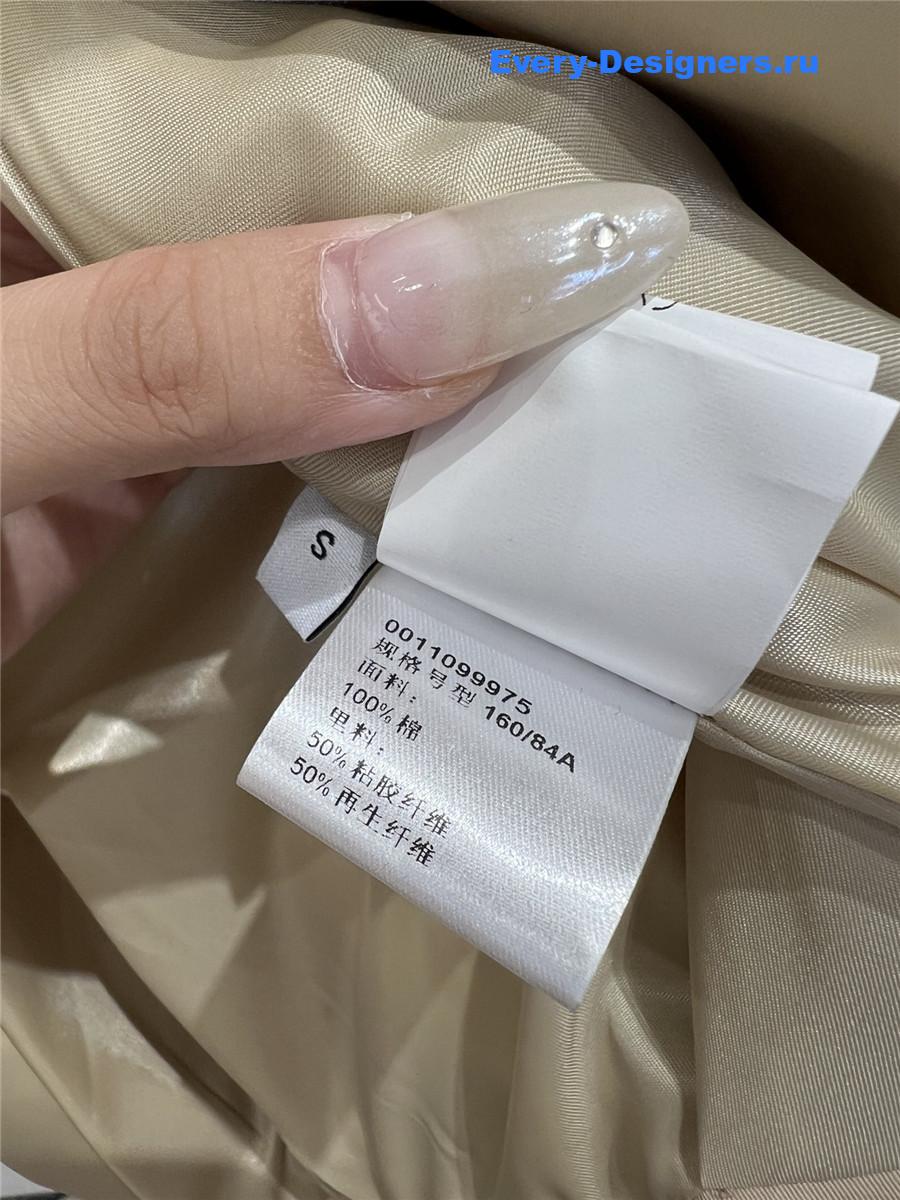 Every-Designers.ru
S
0011099975
规格号型 160/84A
面料:
100% 棉
里料:
50% 粘胶纤维
50% 再生纤维